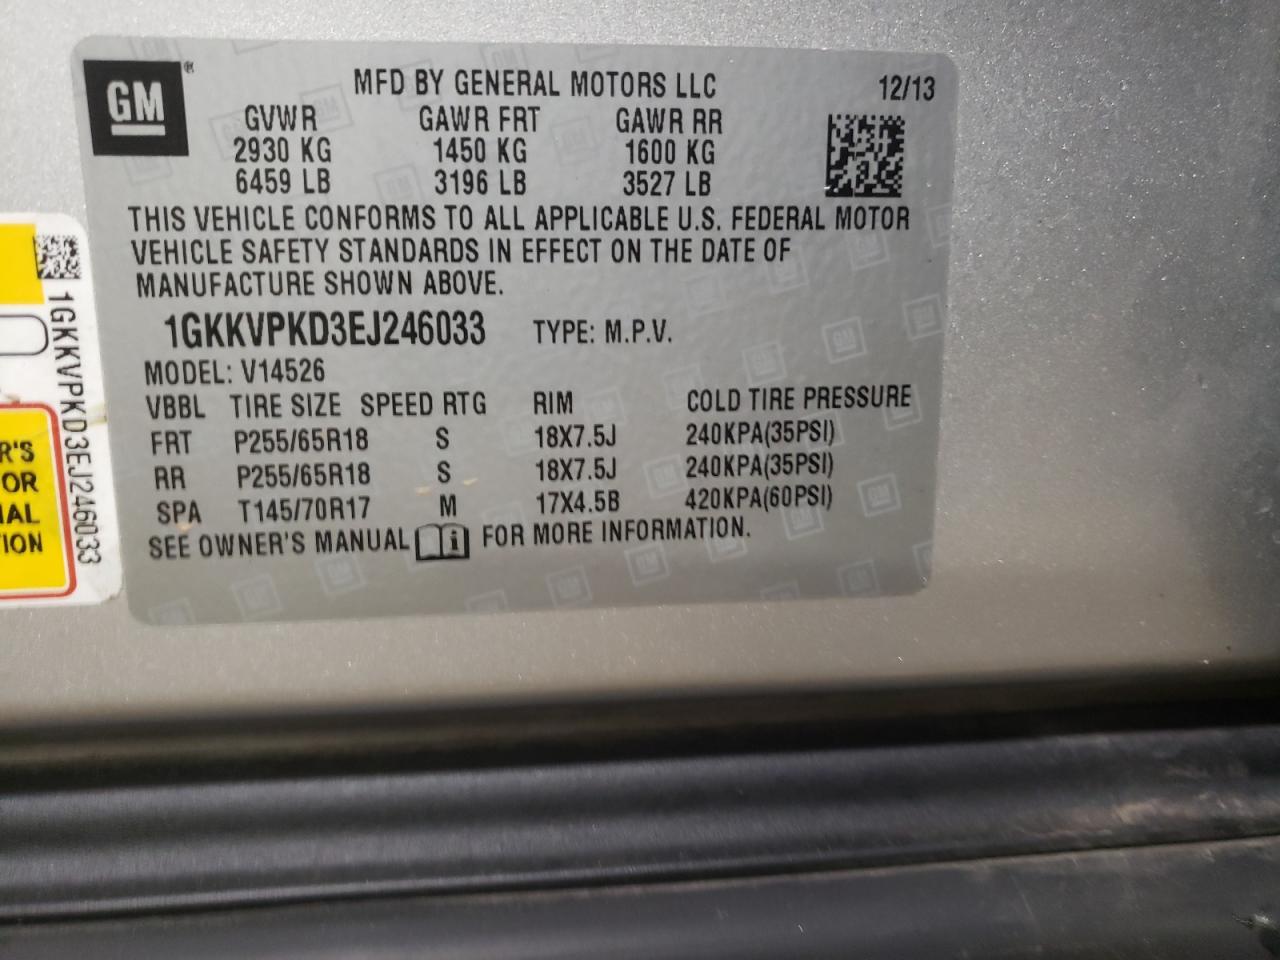 GM®
MFD BY GENERAL MOTORS LLC 12/13
GVWR GAWR FRT GAWR RR
2930 KG 1450 KG 1600 KG
6459 LB 3196 LB 3527 LB
THIS VEHICLE CONFORMS TO ALL APPLICABLE U.S. FEDERAL MOTOR
VEHICLE SAFETY STANDARDS IN EFFECT ON THE DATE OF
MANUFACTURE SHOWN ABOVE.
1GKKVPKD3EJ246033 TYPE: M.P.V.
MODEL: V14526
VBBL TIRE SIZE SPEED RTG RIM COLD TIRE PRESSURE
FRT P255/65R18 S 18X7.5J 240KPA(35PSI)
RR P255/65R18 S 18X7.5J 240KPA(35PSI)
SPA T145/70R17 M 17X4.5B 420KPA(60PSI)
SEE OWNER'S MANUAL i FOR MORE INFORMATION.
1GKKVPKD3EJ246033
R'S
OR
IAL
TION